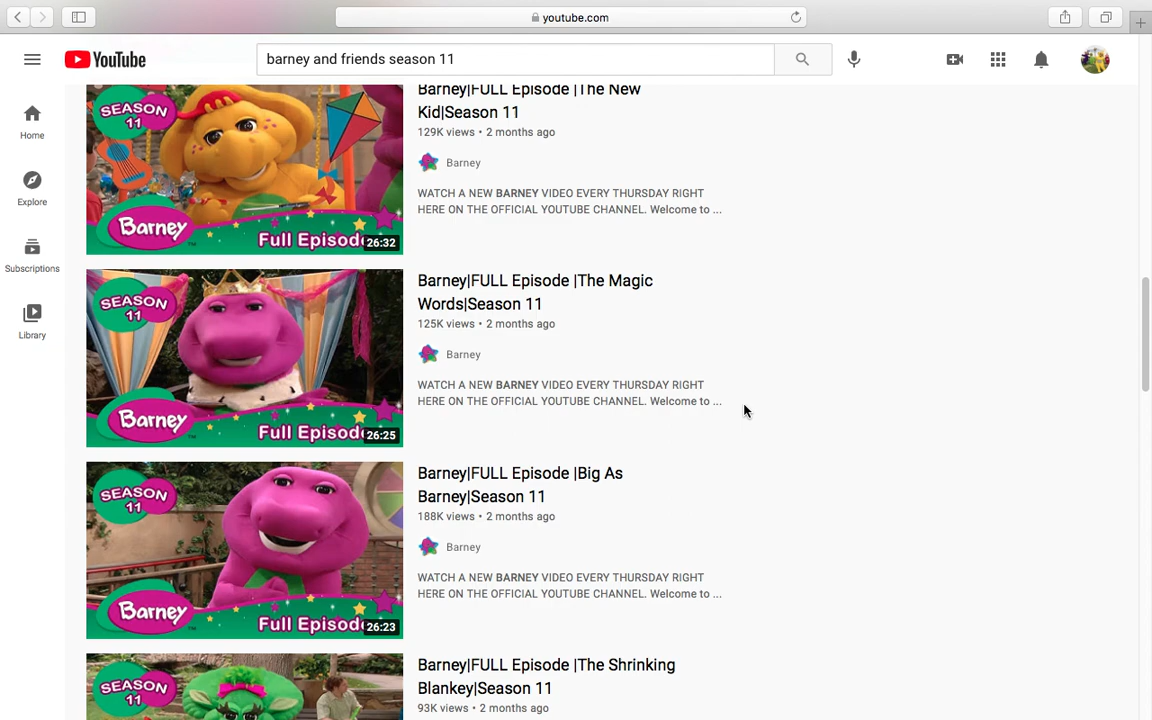 youtube.com
YouTube
barney and friends season 11
Home
Explore
Subscriptions
Library
SEASON 11
Barney
Full Episode
26:32
Barney|FULL Episode |The New
Kid|Season 11
129K views • 2 months ago
Barney
WATCH A NEW BARNEY VIDEO EVERY THURSDAY RIGHT
HERE ON THE OFFICIAL YOUTUBE CHANNEL. Welcome to ...
SEASON 11
Barney
Full Episode
26:25
Barney|FULL Episode |The Magic
Words|Season 11
125K views • 2 months ago
Barney
WATCH A NEW BARNEY VIDEO EVERY THURSDAY RIGHT
HERE ON THE OFFICIAL YOUTUBE CHANNEL. Welcome to ...
SEASON 11
Barney
Full Episode
26:23
Barney|FULL Episode |Big As
Barney|Season 11
188K views • 2 months ago
Barney
WATCH A NEW BARNEY VIDEO EVERY THURSDAY RIGHT
HERE ON THE OFFICIAL YOUTUBE CHANNEL. Welcome to ...
SEASON 11
Barney|FULL Episode |The Shrinking
Blankey|Season 11
93K views • 2 months ago